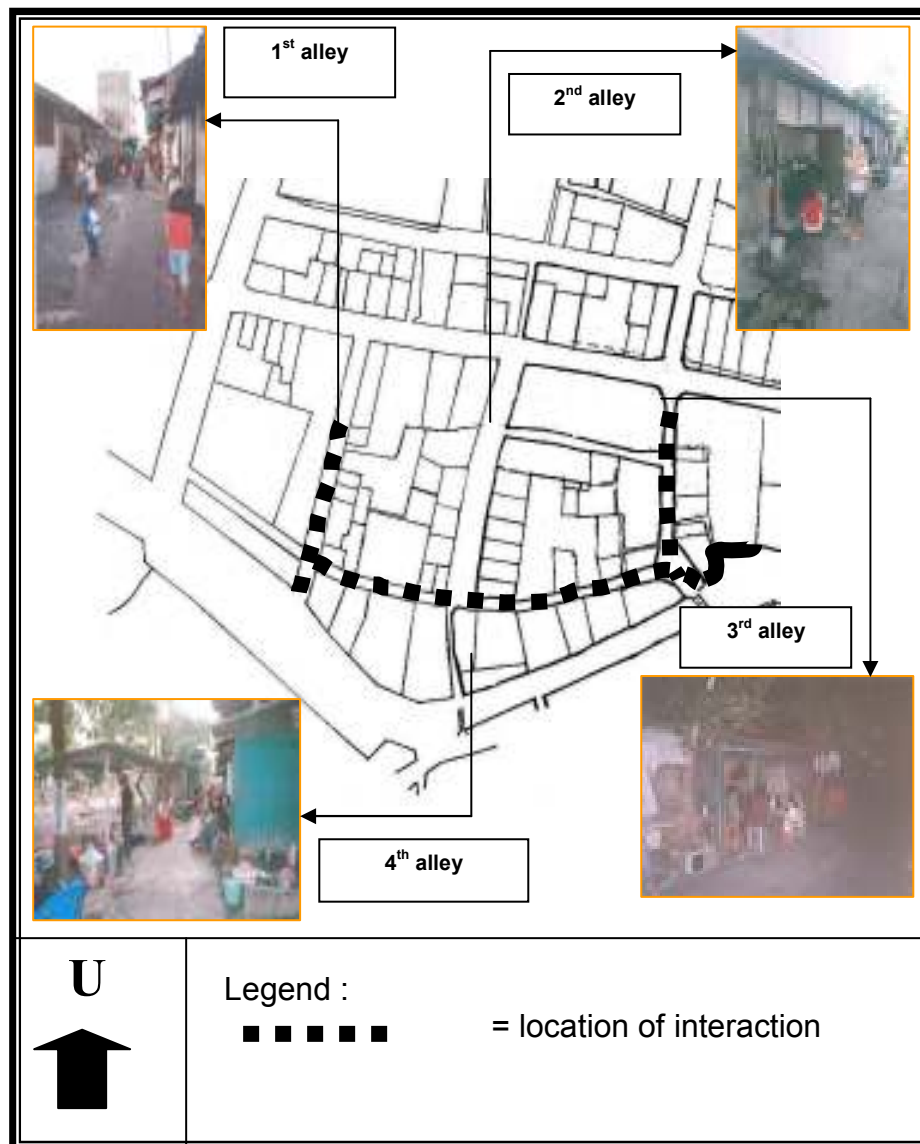 1st alley
2nd alley
3rd alley
4th alley
U
Legend :
= location of interaction